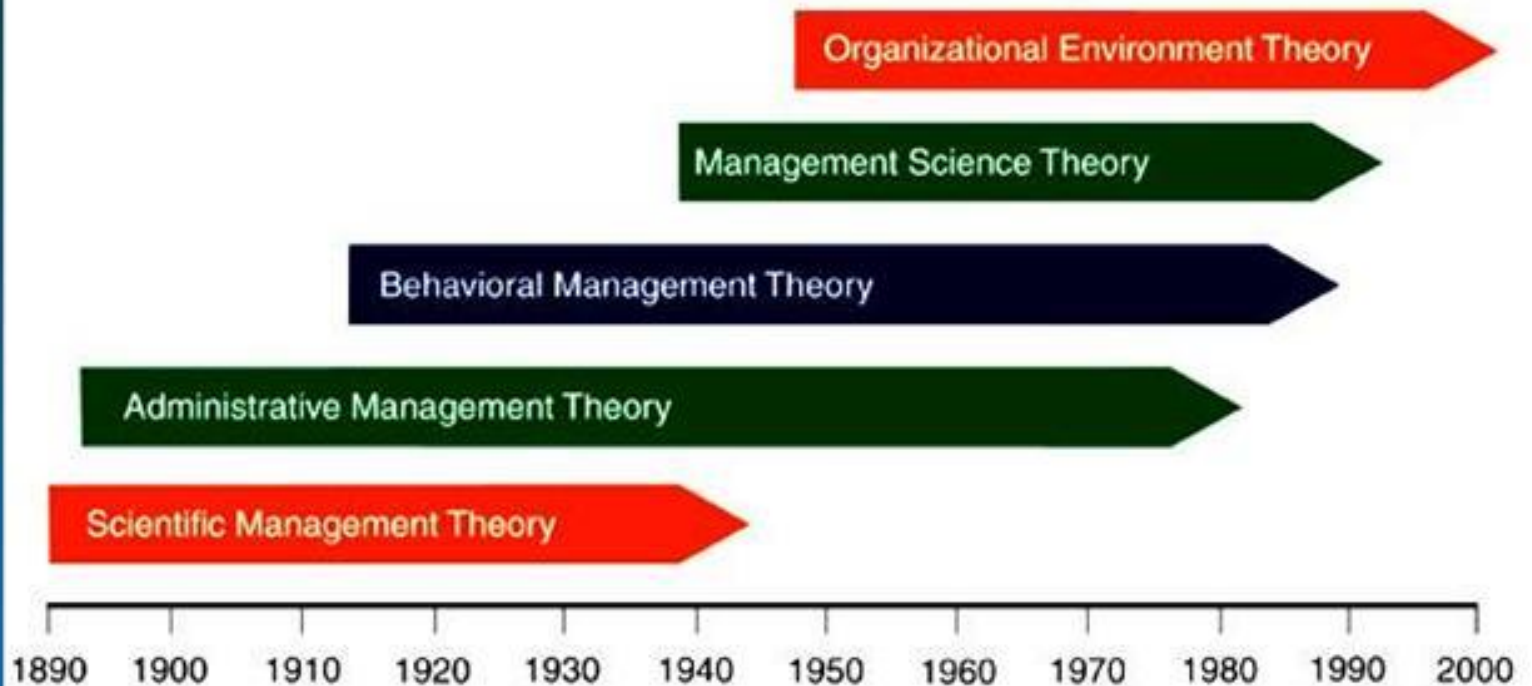 Organizational Environment Theory
Management Science Theory
Behavioral Management Theory
Administrative Management Theory
Scientific Management Theory
1890 1900 1910 1920 1930 1940 1950 1960 1970 1980 1990 2000